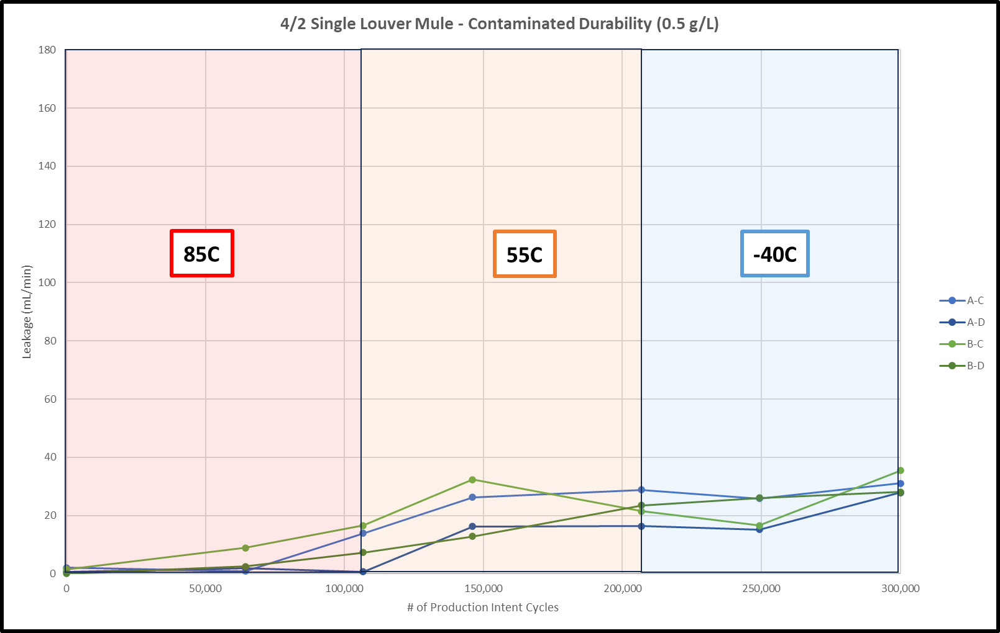 4/2 Single Louver Mule - Contaminated Durability (0.5 g/L)
180
160
140
120
100
80
60
40
20
0
Leakage (mL/min)
85C
55C
-40C
A-C
A-D
B-C
B-D
0
50,000
100,000
150,000
200,000
250,000
300,000
# of Production Intent Cycles